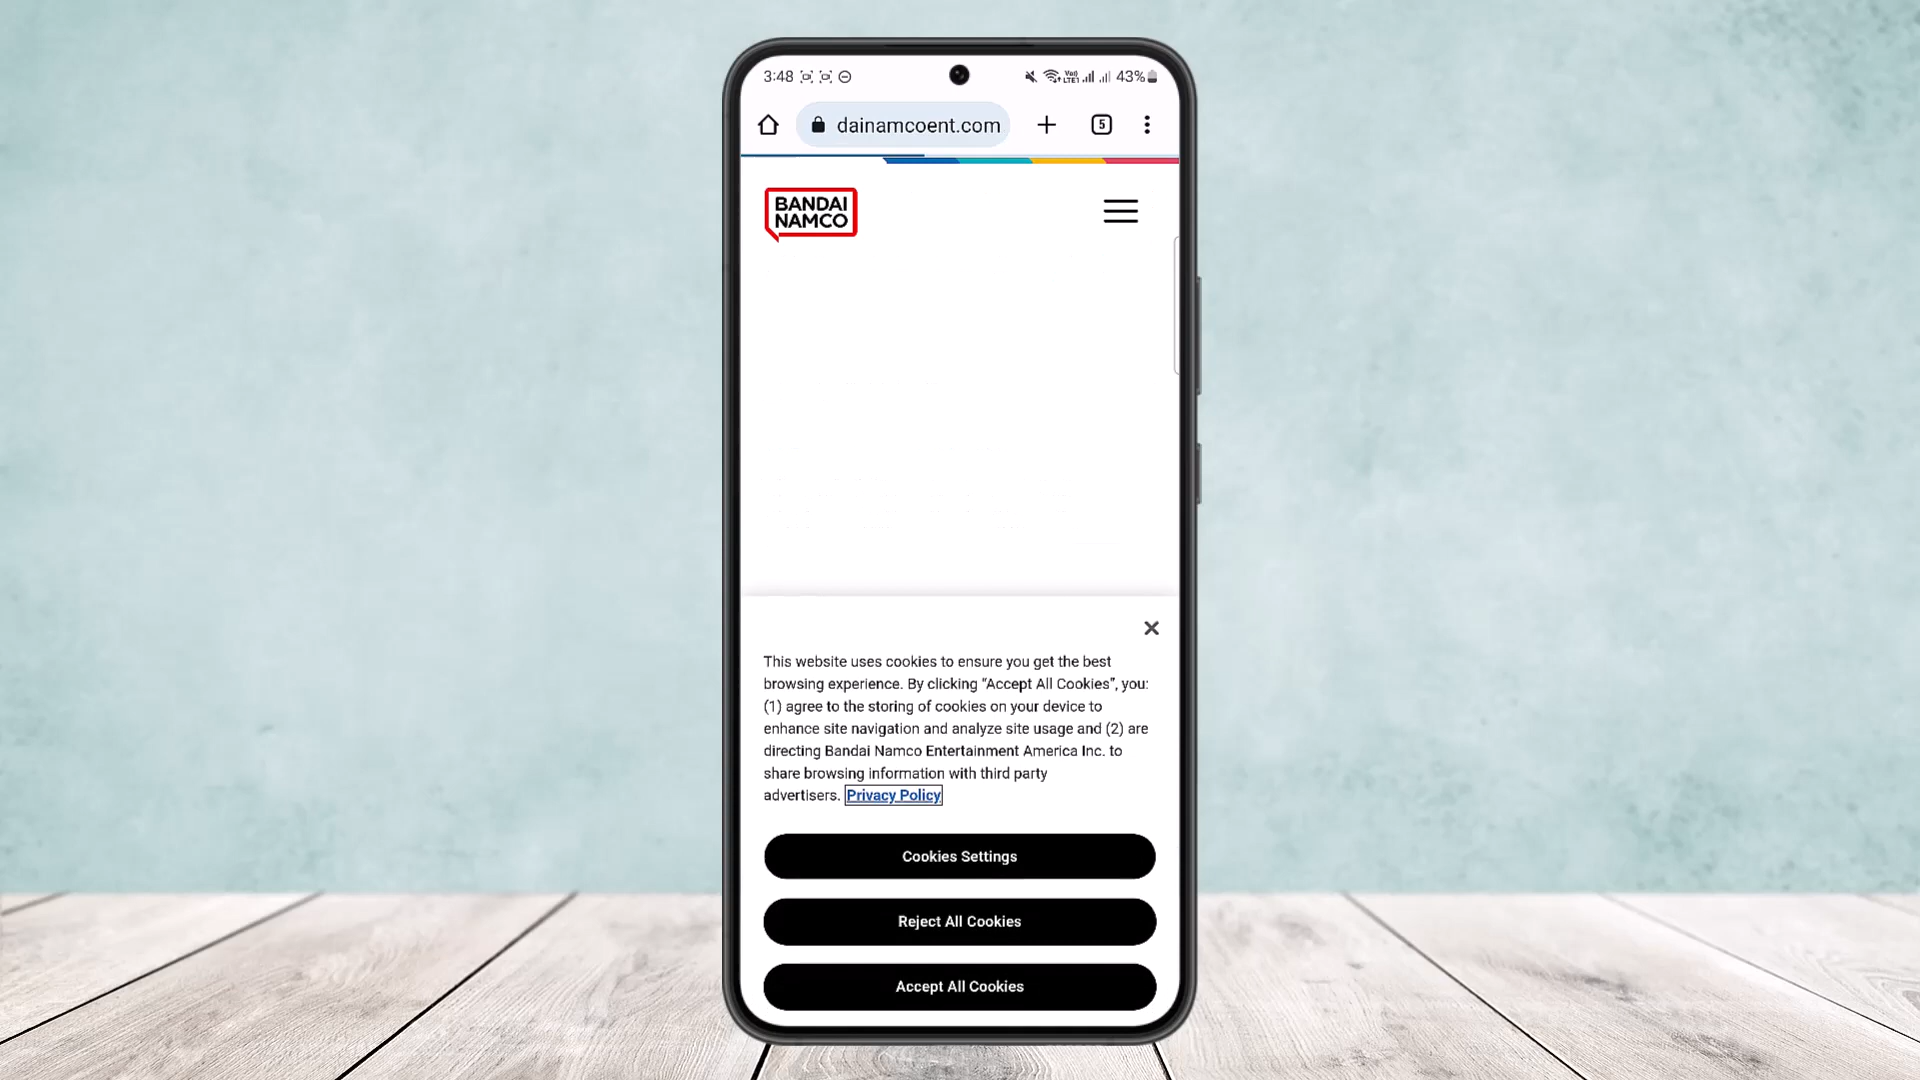 3:48 43%
dainamcoent.com 5
BANDAI
NAMCO
This website uses cookies to ensure you get the best
browsing experience. By clicking “Accept All Cookies”, you:
(1) agree to the storing of cookies on your device to
enhance site navigation and analyze site usage and (2) are
directing Bandai Namco Entertainment America Inc. to
share browsing information with third party
advertisers. Privacy Policy
Cookies Settings
Reject All Cookies
Accept All Cookies